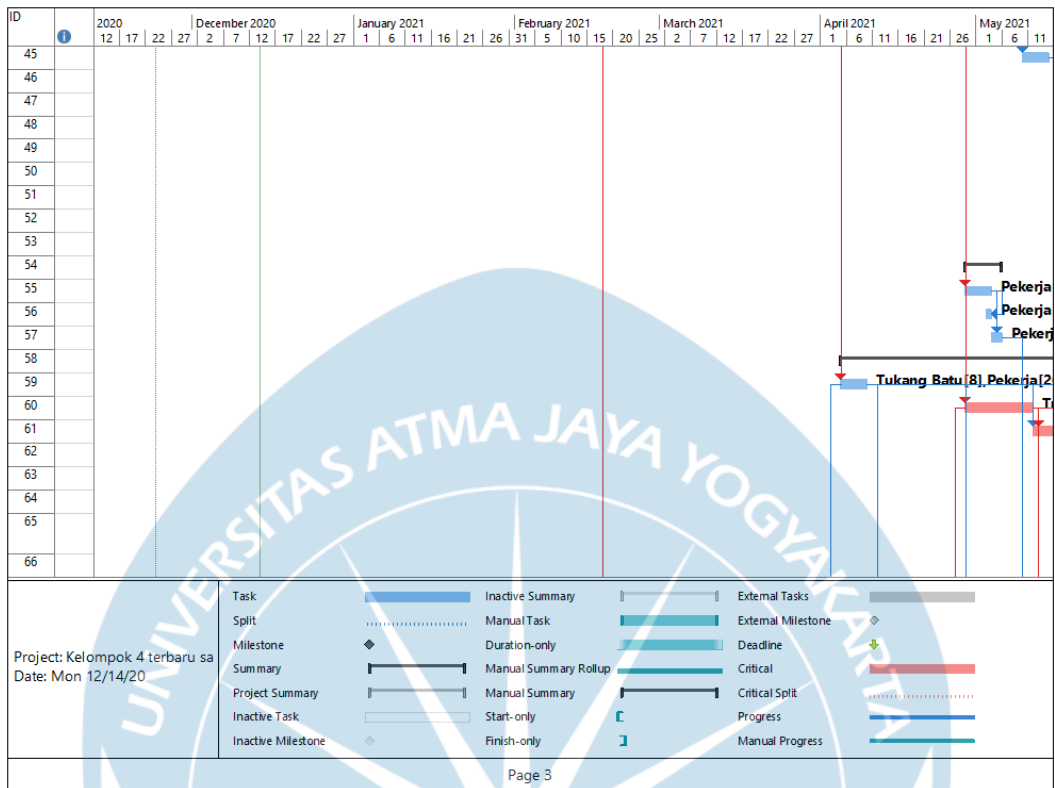 ID
2020 December 2020 January 2021 February 2021 March 2021 April 2021 May 2021
12 17 22 27 2 7 12 17 22 27 1 6 11 16 21 26 31 5 10 15 20 25 2 7 12 17 22 27 1 6 11 16 21 26 1 6 11
45
46
47
48
49
50
51
52
53
54
55 Pekerja
56 Pekerja
57 Pekerj
58
59 Tukang Batu[8],Pekerja[2
60
61
62
63
64
65
66
UNIVERSITAS ATMA JAYA YOGYAKARTA
Project: Kelompok 4 terbaru sa
Date: Mon 12/14/20
Task Inactive Summary External Tasks
Split Manual Task External Milestone
Milestone Duration-only Deadline
Summary Manual Summary Rollup Critical
Project Summary Manual Summary Critical Split
Inactive Task Start-only Progress
Inactive Milestone Finish-only Manual Progress
Page 3